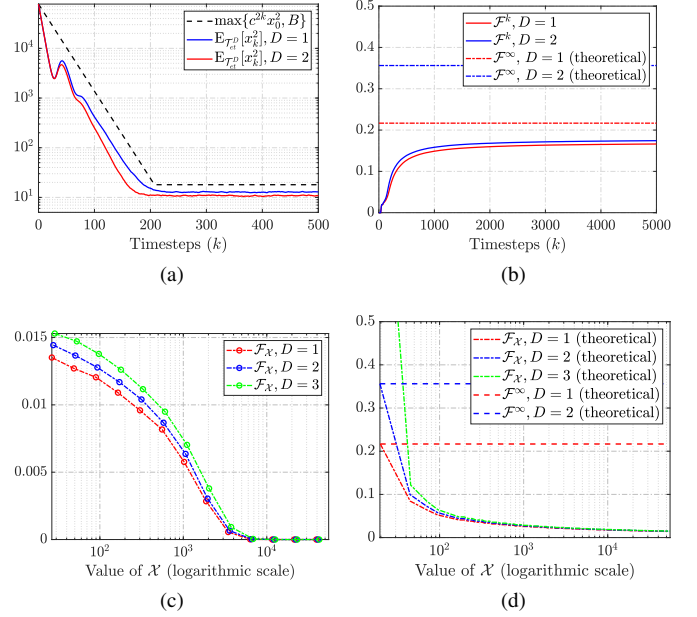 max{c^{2k}x_0^2, B}
E_{𝒯_{et}^D}[x_k^2], D = 1
E_{𝒯_{et}^D}[x_k^2], D = 2
10^4
10^3
10^2
10^1
0 100 200 300 400 500
Timesteps (k)
(a)
ℱ^k, D = 1
ℱ^k, D = 2
ℱ^∞, D = 1 (theoretical)
ℱ^∞, D = 2 (theoretical)
0.5
0.4
0.3
0.2
0.1
0
0 1000 2000 3000 4000 5000
Timesteps (k)
(b)
ℱ_𝒳, D = 1
ℱ_𝒳, D = 2
ℱ_𝒳, D = 3
0.015
0.01
0.005
0
10^2 10^3 10^4
Value of 𝒳 (logarithmic scale)
(c)
ℱ_𝒳, D = 1 (theoretical)
ℱ_𝒳, D = 2 (theoretical)
ℱ_𝒳, D = 3 (theoretical)
ℱ^∞, D = 1 (theoretical)
ℱ^∞, D = 2 (theoretical)
0.5
0.4
0.3
0.2
0.1
0
10^2 10^3 10^4
Value of 𝒳 (logarithmic scale)
(d)